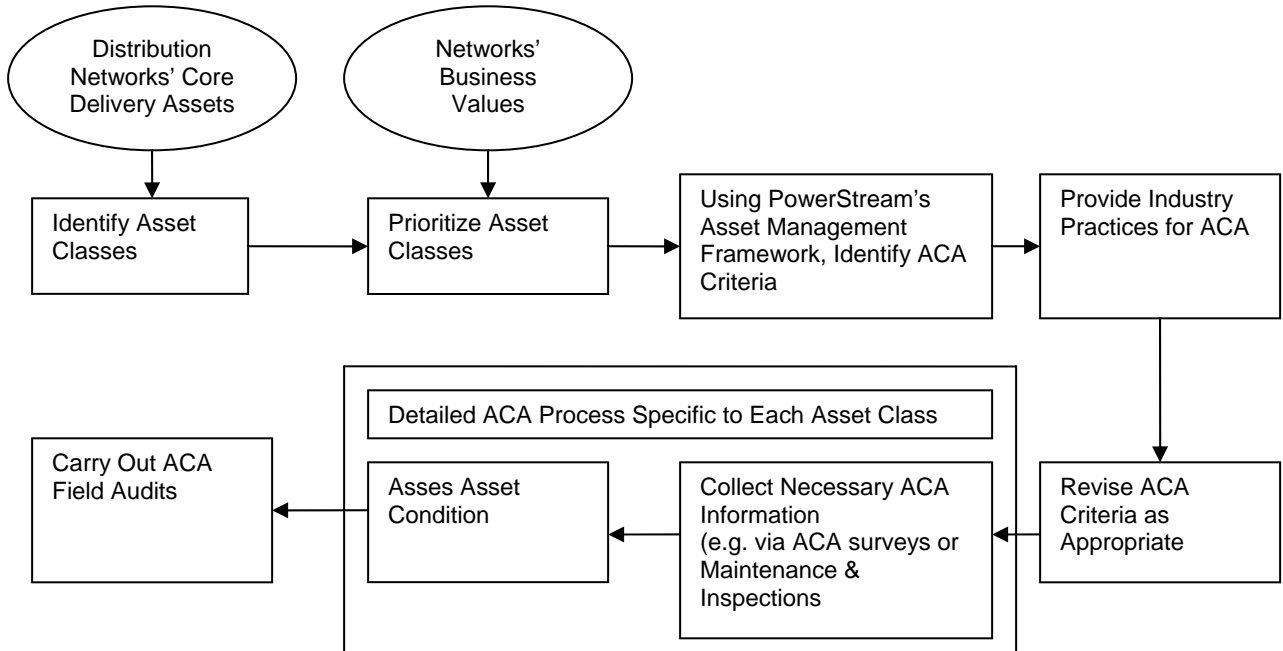 Distribution
Networks' Core
Delivery Assets
Networks'
Business
Values
Identify Asset
Classes
Prioritize Asset
Classes
Using PowerStream's
Asset Management
Framework, Identify ACA
Criteria
Provide Industry
Practices for ACA
Detailed ACA Process Specific to Each Asset Class
Carry Out ACA
Field Audits
Asses Asset
Condition
Collect Necessary ACA
Information
(e.g. via ACA surveys or
Maintenance &
Inspections
Revise ACA
Criteria as
Appropriate